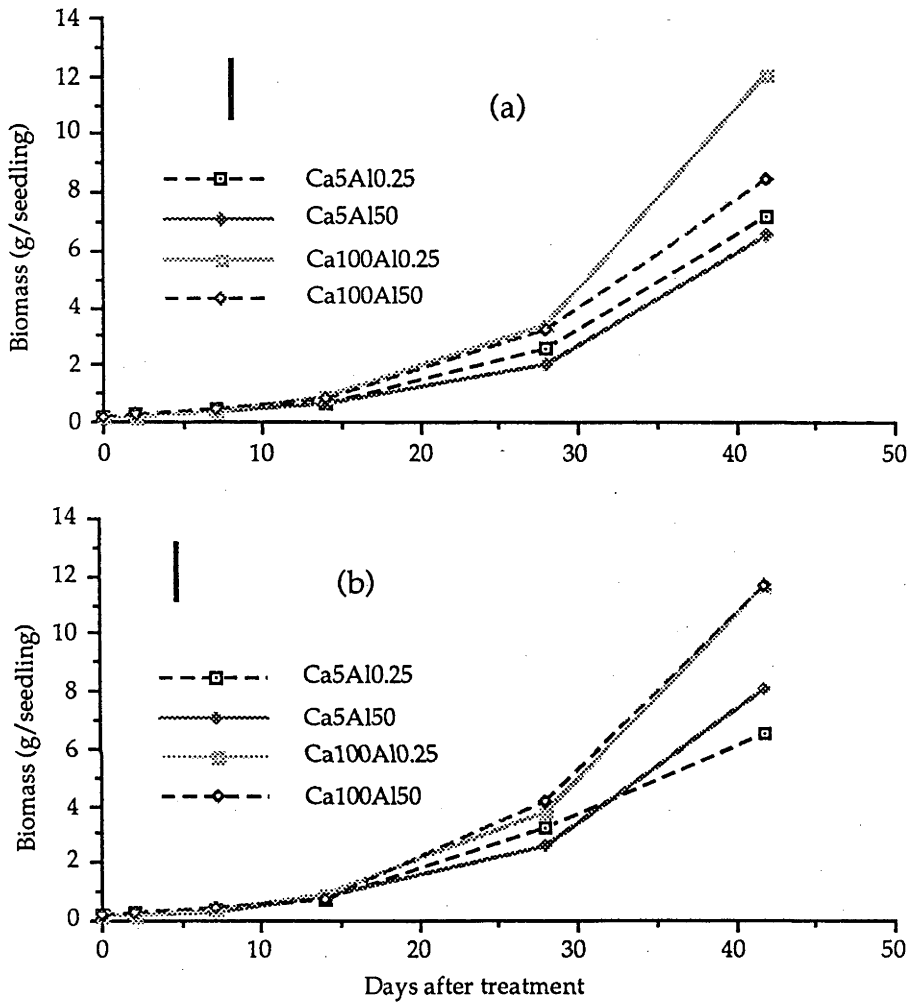 14
12
10
8
6
4
2
0
Biomass (g/seedling)
(a)
Ca5Al0.25
Ca5Al50
Ca100Al0.25
Ca100Al50
0 10 20 30 40 50
14
12
10
8
6
4
2
0
Biomass (g/seedling)
(b)
Ca5Al0.25
Ca5Al50
Ca100Al0.25
Ca100Al50
0 10 20 30 40 50
Days after treatment